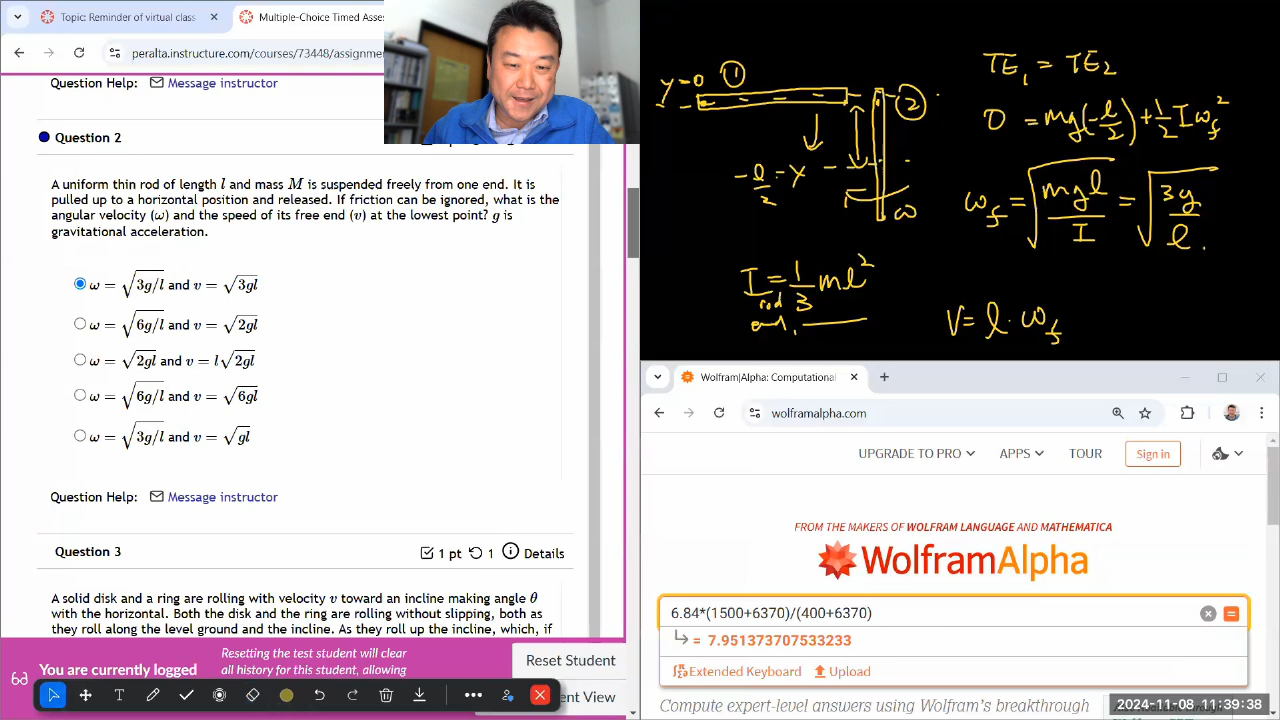 Topic: Reminder of virtual class
Multiple-Choice Timed Asses
peralta.instructure.com/courses/73448/assignmen
Question Help: Message instructor
Question 2
A uniform thin rod of length l and mass M is suspended freely from one end. It is
pulled up to a horizontal position and released. If friction can be ignored, what is the
angular velocity (ω) and the speed of its free end (v) at the lowest point? g is
gravitational acceleration.
ω = √3g/l and v = √3gl
ω = √6g/l and v = √2gl
ω = √2gl and v = l√2gl
ω = √6g/l and v = √6gl
ω = √3g/l and v = √gl
Question Help: Message instructor
Question 3
1 pt 1 Details
A solid disk and a ring are rolling with velocity v toward an incline making angle θ
with the horizontal. Both the disk and the ring are rolling without slipping, both as
they roll along the level ground and the incline. As they roll up the incline, which, if
You are currently logged
Resetting the test student will clear
all history for this student, allowing
Reset Student
ent View
y=0 ① ②
-l/2 = y
ω
I = 1/3 ml²
rod
end.
TE₁ = TE₂
0 = mg(-l/2) + 1/2 Iω_f²
ω_f = √mgl/I = √3g/l.
V = l · ω_f
Wolfram|Alpha: Computational
wolframalpha.com
UPGRADE TO PRO APPS TOUR Sign in
FROM THE MAKERS OF WOLFRAM LANGUAGE AND MATHEMATICA
WolframAlpha
6.84*(1500+6370)/(400+6370)
= 7.951373707533233
Extended Keyboard Upload
Compute expert-level answers using Wolfram's breakthrough
2024-11-08 11:39:38